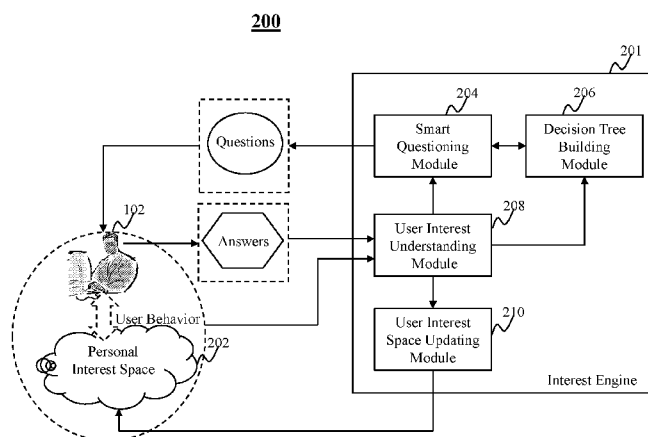 200
201
204
206
Questions
Smart
Questioning
Module
Decision Tree
Building
Module
102
Answers
208
User Interest
Understanding
Module
User Behavior
202
Personal
Interest Space
210
User Interest
Space Updating
Module
Interest Engine